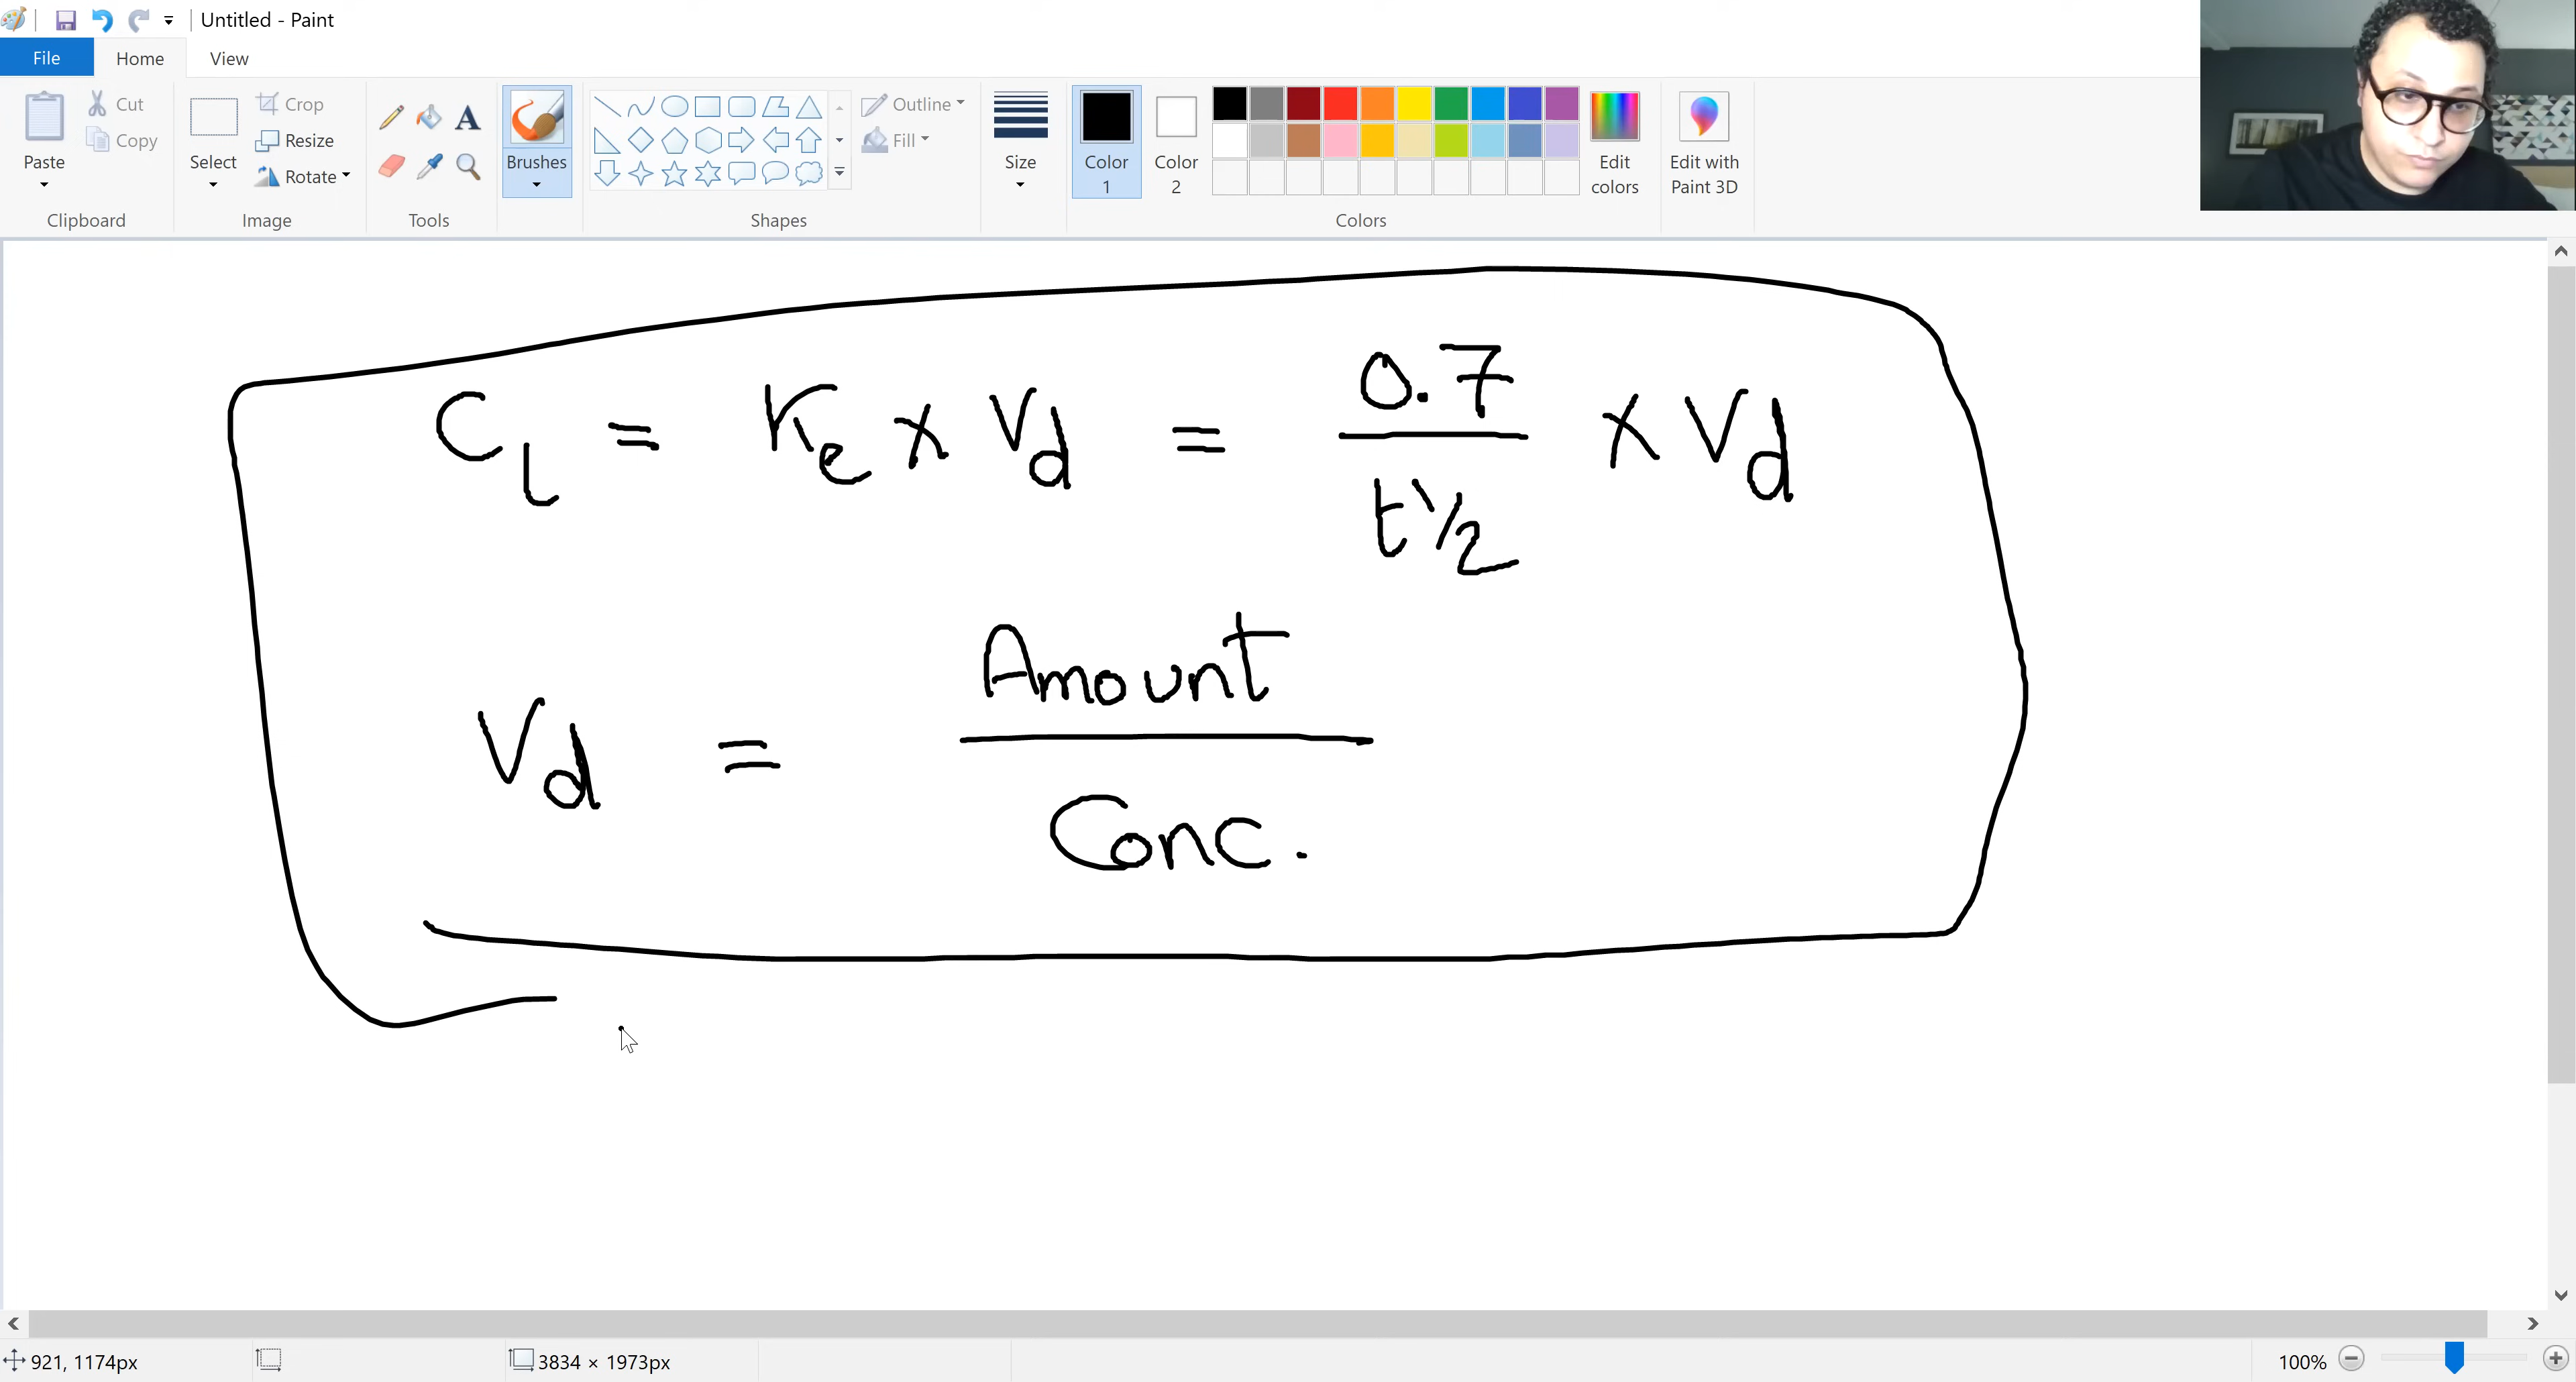 Untitled - Paint
File Home View
Paste
Cut
Copy
Clipboard
Select
Crop
Resize
Rotate
Image
A
Tools
Brushes
Shapes
Outline
Fill
Size
Color 1
Color 2
Edit colors
Colors
Edit with Paint 3D
Cl = Ke x Vd = 0.7 / t½ x Vd
Vd = Amount / Conc.
921, 1174px
3834 × 1973px
100%